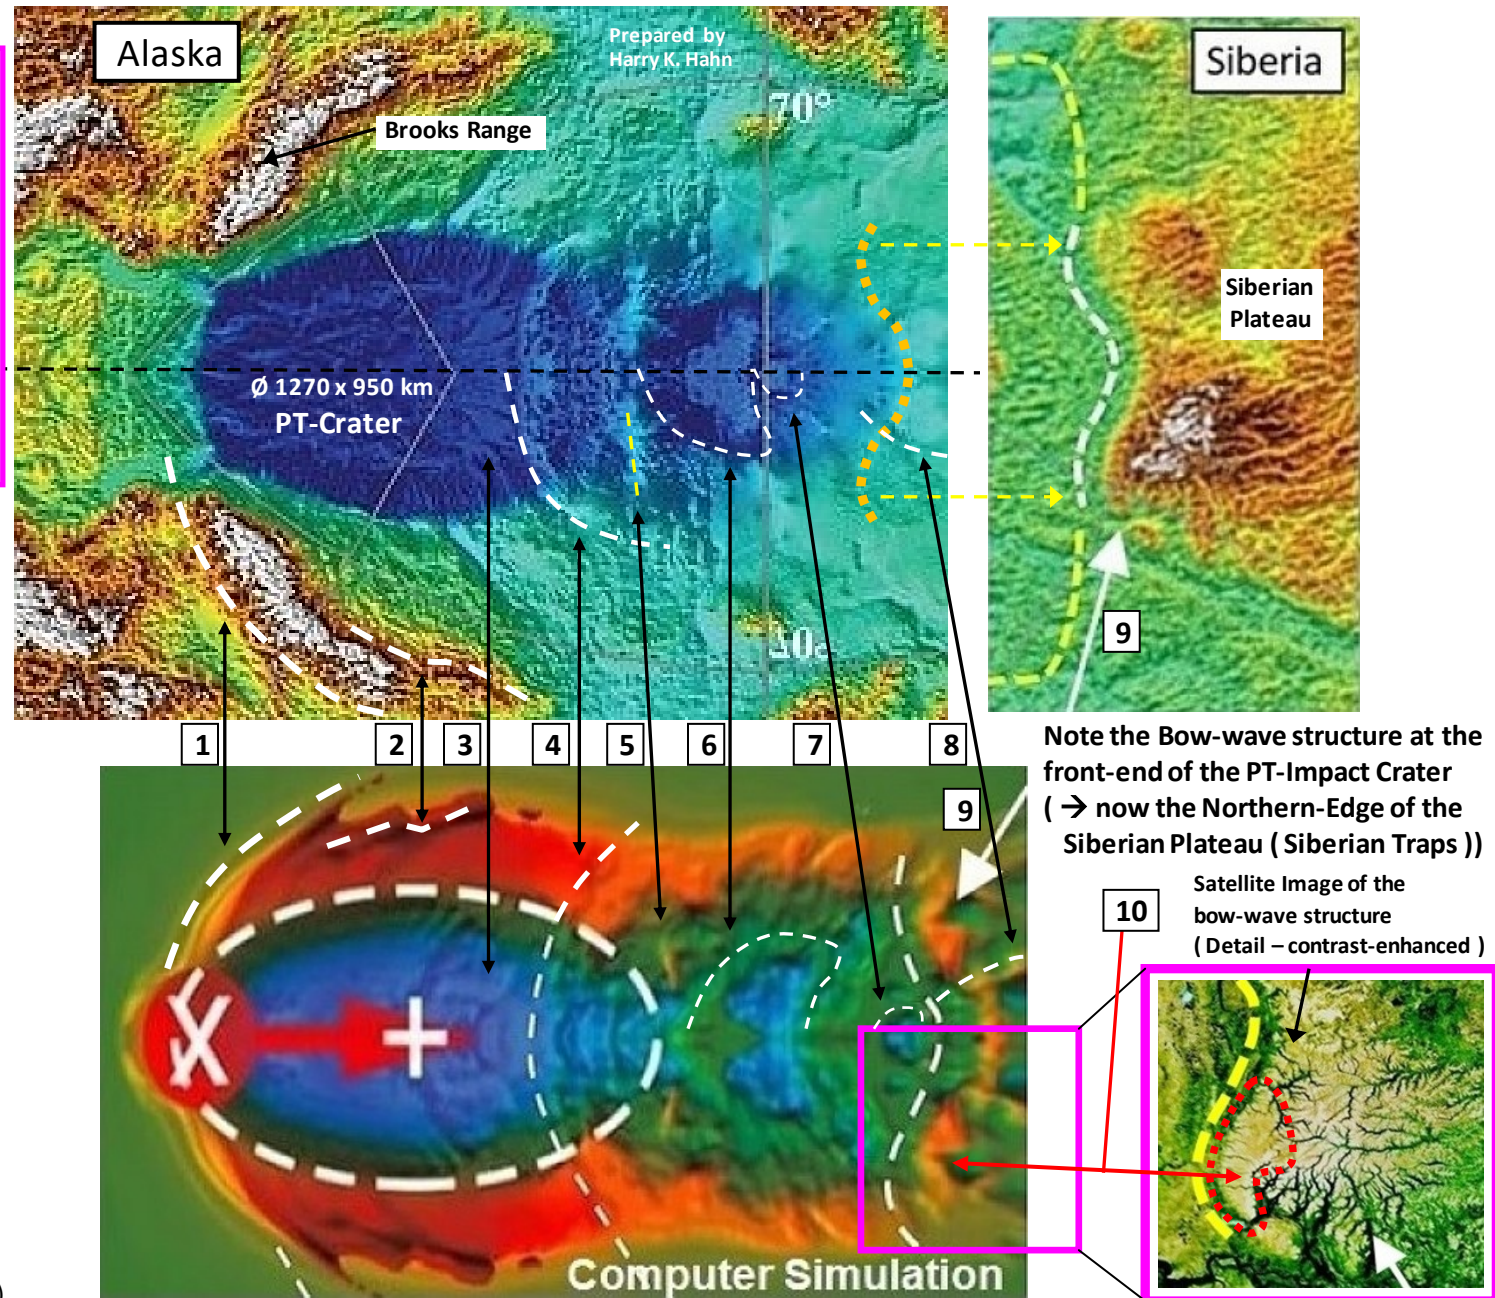 Alaska
Prepared by
Harry K. Hahn
Siberia
70°
Brooks Range
Siberian
Plateau
Ø 1270 x 950 km
PT-Crater
70°
9
1
2
3
4
5
6
7
8
Note the Bow-wave structure at the
front-end of the PT-Impact Crater
( → now the Northern-Edge of the
Siberian Plateau ( Siberian Traps ))
9
10
Satellite Image of the
bow-wave structure
( Detail – contrast-enhanced )
X
+
Computer Simulation
)